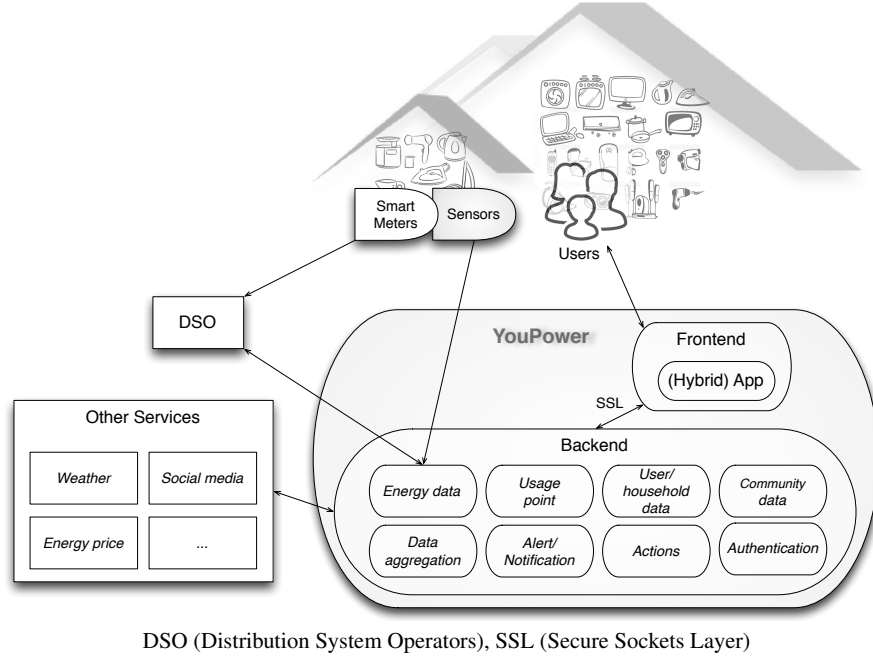 Smart
Meters
Sensors
Users
DSO
YouPower
Frontend
(Hybrid) App
SSL
Other Services
Weather
Social media
Energy price
...
Backend
Energy data
Usage
point
User/
household
data
Community
data
Data
aggregation
Alert/
Notification
Actions
Authentication
DSO (Distribution System Operators), SSL (Secure Sockets Layer)